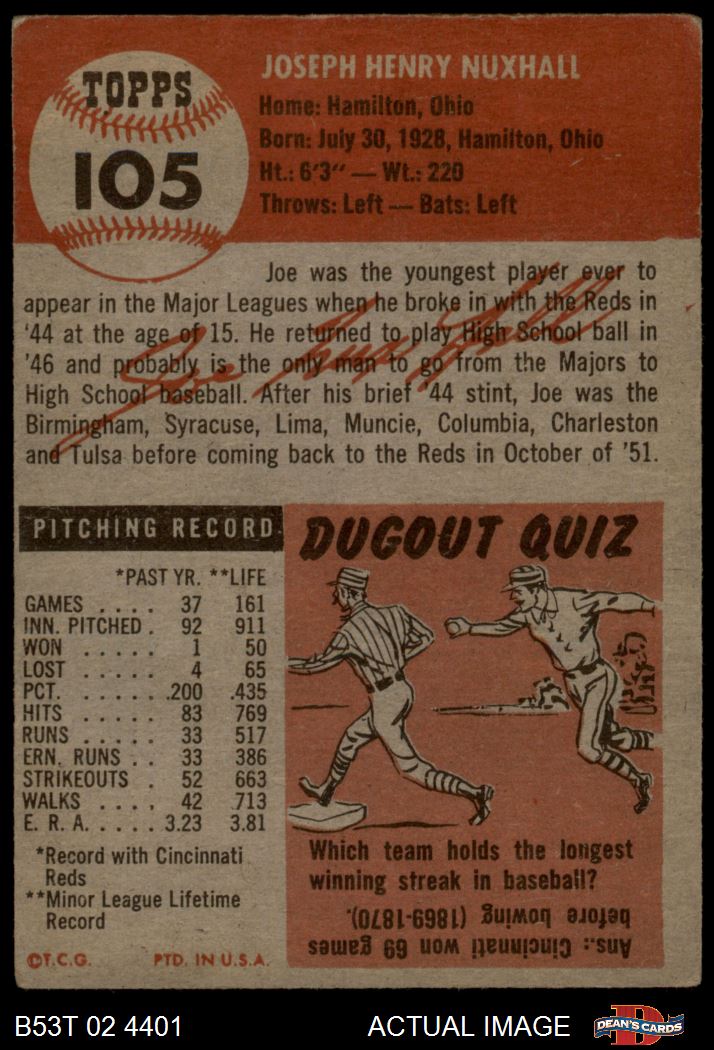 TOPPS
105
JOSEPH HENRY NUXHALL
Home: Hamilton, Ohio
Born: July 30, 1928, Hamilton, Ohio
Ht.: 6'3" — Wt.: 220
Throws: Left — Bats: Left
Joe was the youngest player ever to
appear in the Major Leagues when he broke in with the Reds in
'44 at the age of 15. He returned to play High School ball in
'46 and probably is the only man to go from the Majors to
High School baseball. After his brief '44 stint, Joe was the
Birmingham, Syracuse, Lima, Muncie, Columbia, Charleston
and Tulsa before coming back to the Reds in October of '51.
Joe Nuxhall
PITCHING RECORD
*PAST YR. **LIFE
GAMES .... 37 161
INN. PITCHED . 92 911
WON ..... 1 50
LOST ..... 4 65
PCT. ..... .200 .435
HITS ..... 83 769
RUNS ..... 33 517
ERN. RUNS .. 33 386
STRIKEOUTS . 52 663
WALKS .... 42 713
E. R. A. .... 3.23 3.81
*Record with Cincinnati
Reds
**Minor League Lifetime
Record
©T.C.G. PTD. IN U.S.A.
DUGOUT QUIZ
Which team holds the longest
winning streak in baseball?
Ans.: Cincinnati won 69 games
before bowing (1869-1870).
B53T 02 4401
ACTUAL IMAGE
D
DEAN'S CARDS